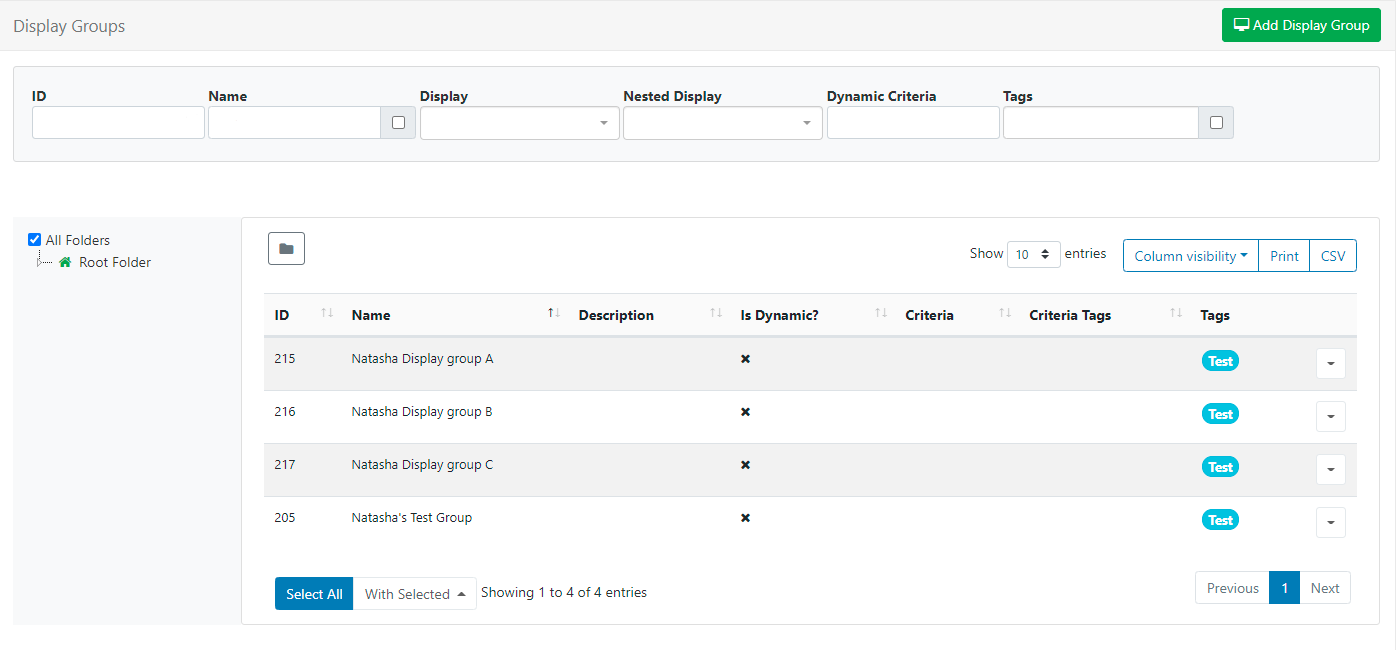 Display Groups
Add Display Group
ID Name Display Nested Display Dynamic Criteria Tags
All Folders
Root Folder
Show 10 entries Column visibility Print CSV
ID Name Description Is Dynamic? Criteria Criteria Tags Tags
215 Natasha Display group A Test
216 Natasha Display group B Test
217 Natasha Display group C Test
205 Natasha's Test Group Test
Select All With Selected Showing 1 to 4 of 4 entries Previous 1 Next